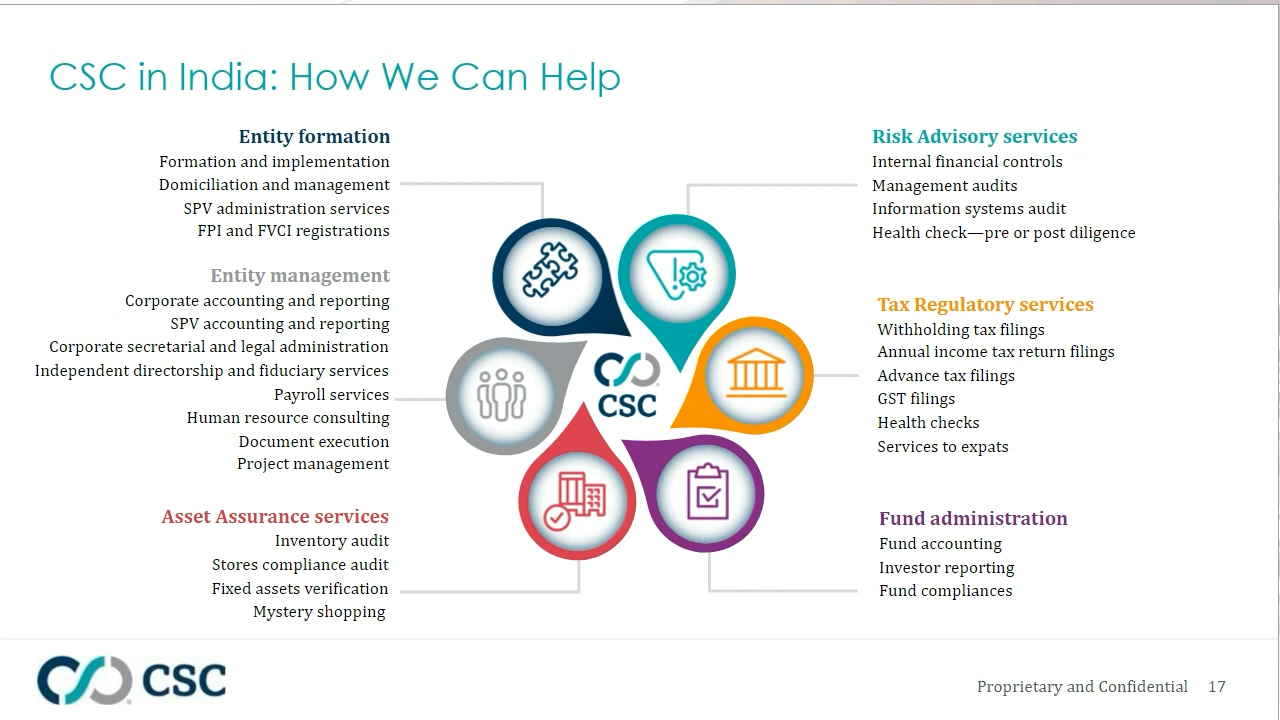 CSC in India: How We Can Help
Entity formation
Formation and implementation
Domiciliation and management
SPV administration services
FPI and FVCI registrations
Entity management
Corporate accounting and reporting
SPV accounting and reporting
Corporate secretarial and legal administration
Independent directorship and fiduciary services
Payroll services
Human resource consulting
Document execution
Project management
Asset Assurance services
Inventory audit
Stores compliance audit
Fixed assets verification
Mystery shopping
CSC
Risk Advisory services
Internal financial controls
Management audits
Information systems audit
Health check—pre or post diligence
Tax Regulatory services
Withholding tax filings
Annual income tax return filings
Advance tax filings
GST filings
Health checks
Services to expats
Fund administration
Fund accounting
Investor reporting
Fund compliances
CSC
Proprietary and Confidential 17